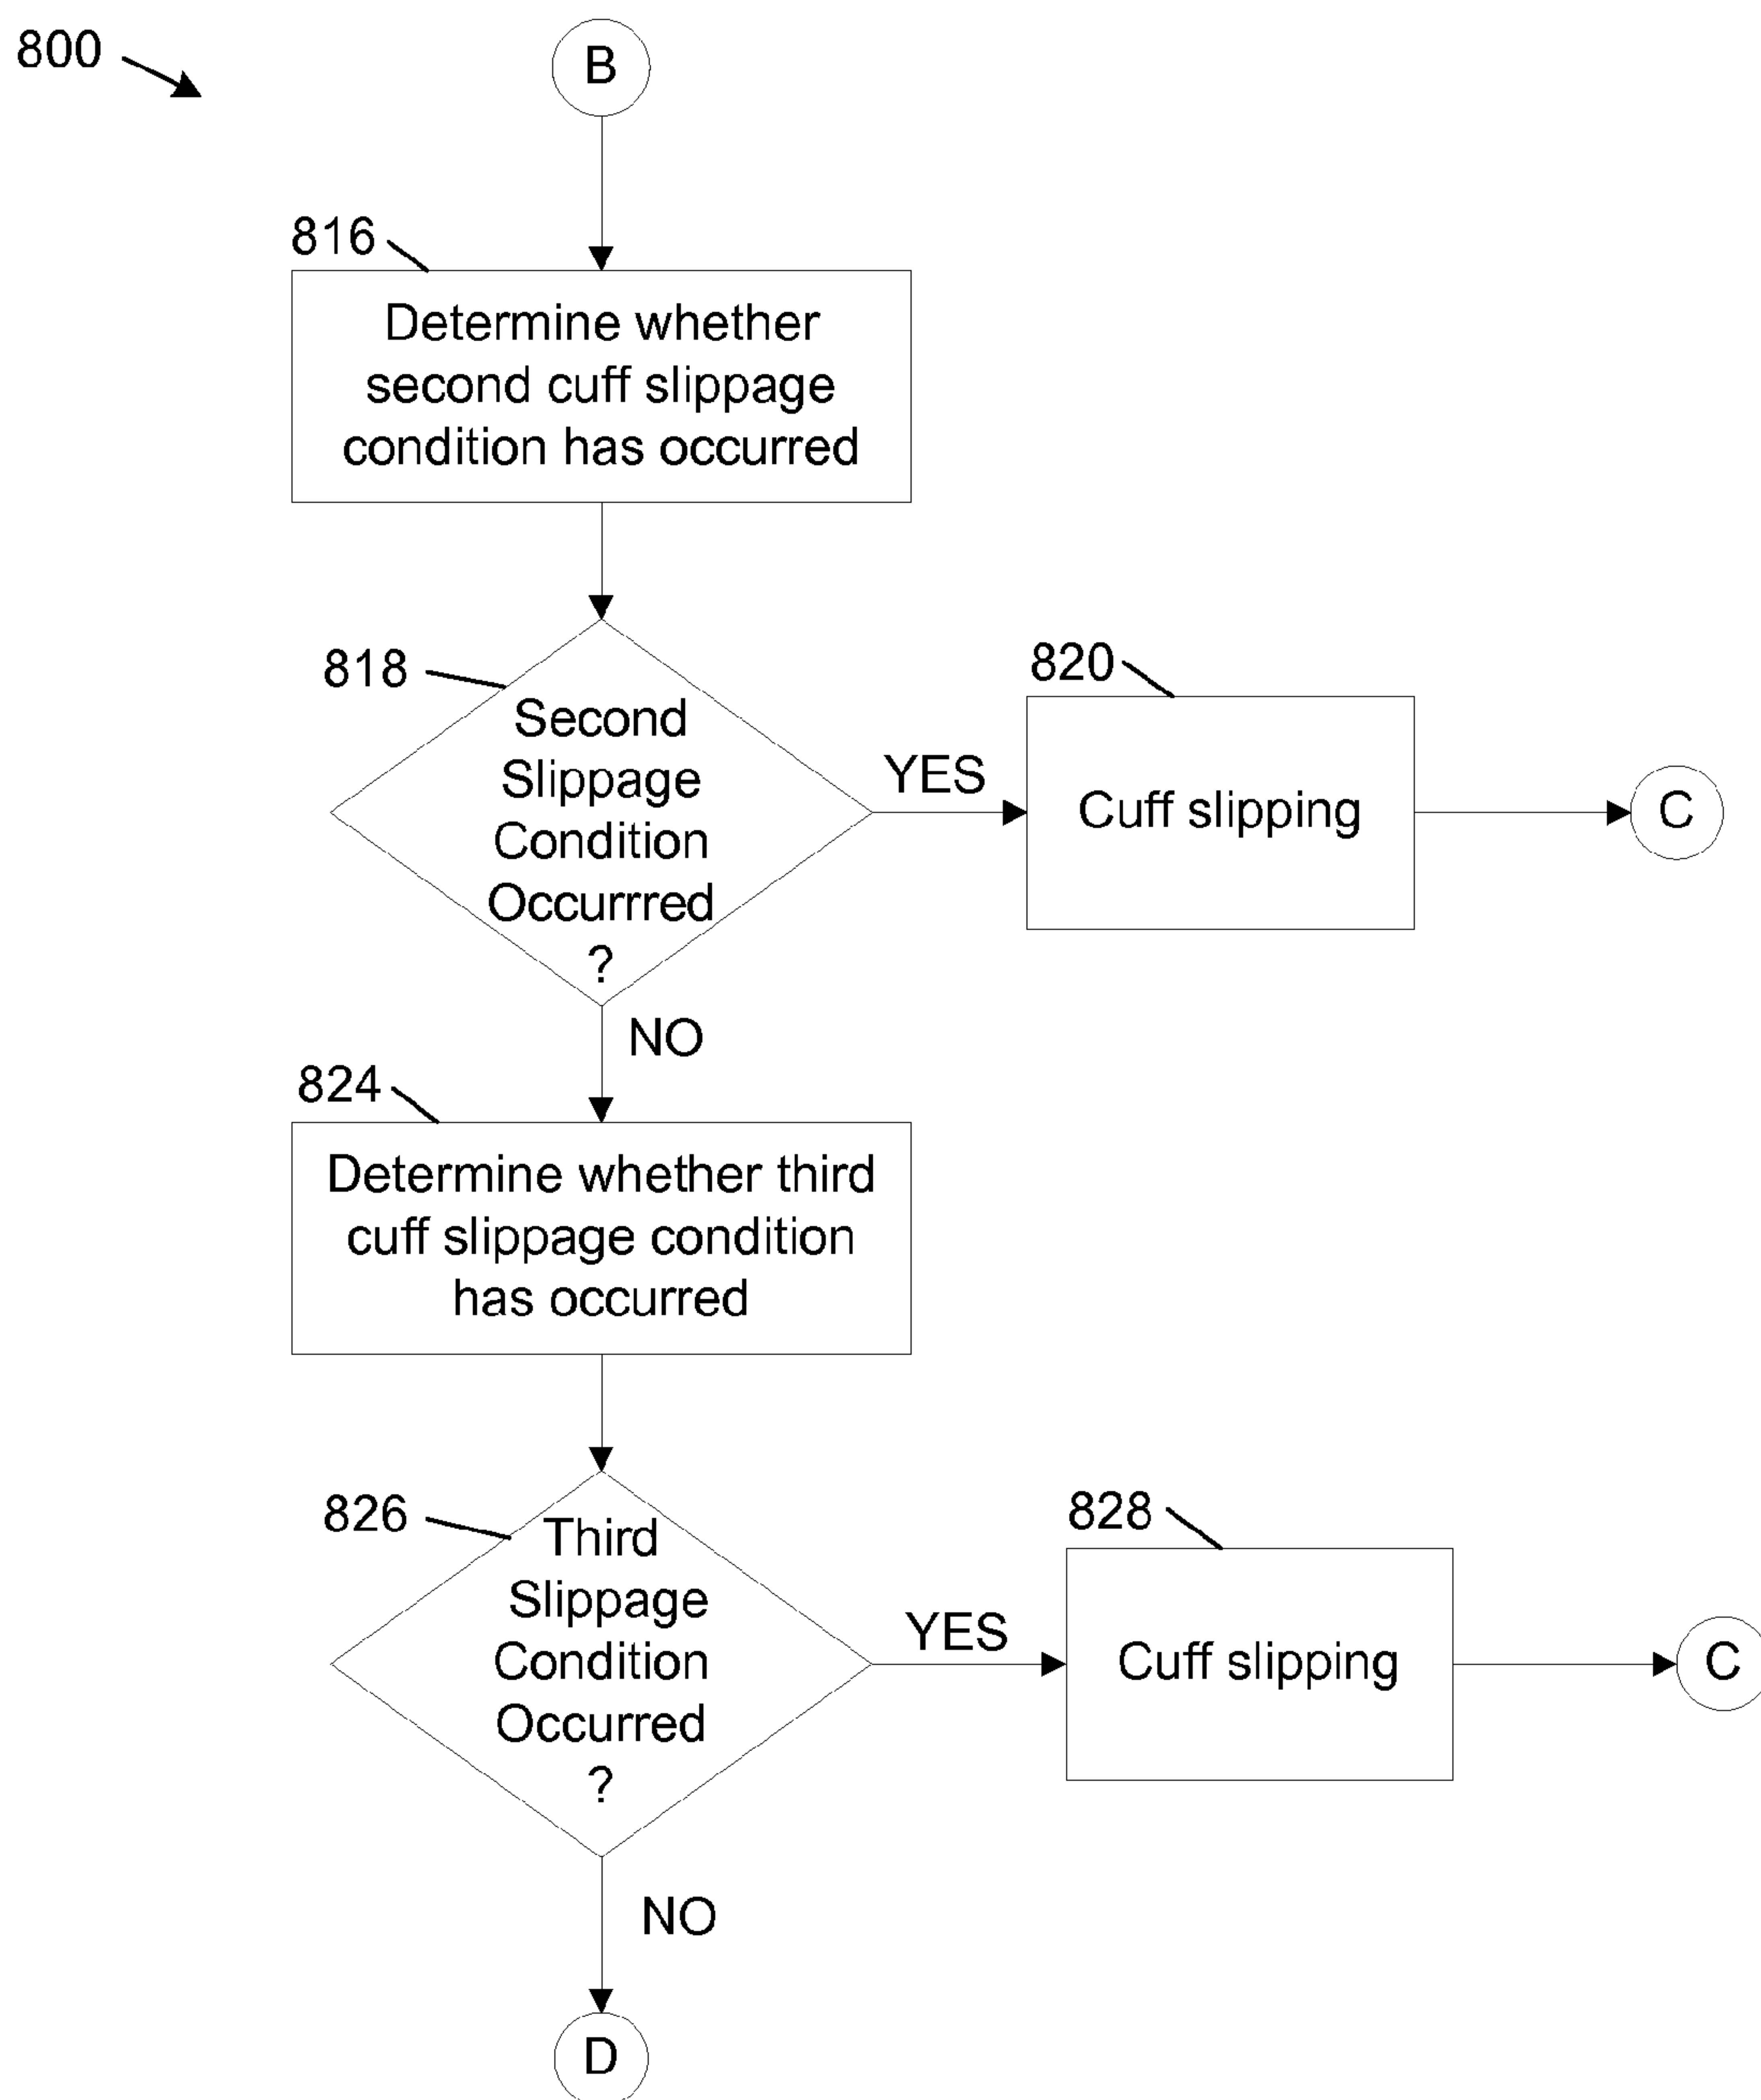 800
B
816
Determine whether
second cuff slippage
condition has occurred
818
Second
Slippage
Condition
Occurrred
?
YES
820
Cuff slipping
C
NO
824
Determine whether third
cuff slippage condition
has occurred
826
Third
Slippage
Condition
Occurred
?
YES
828
Cuff slipping
C
NO
D